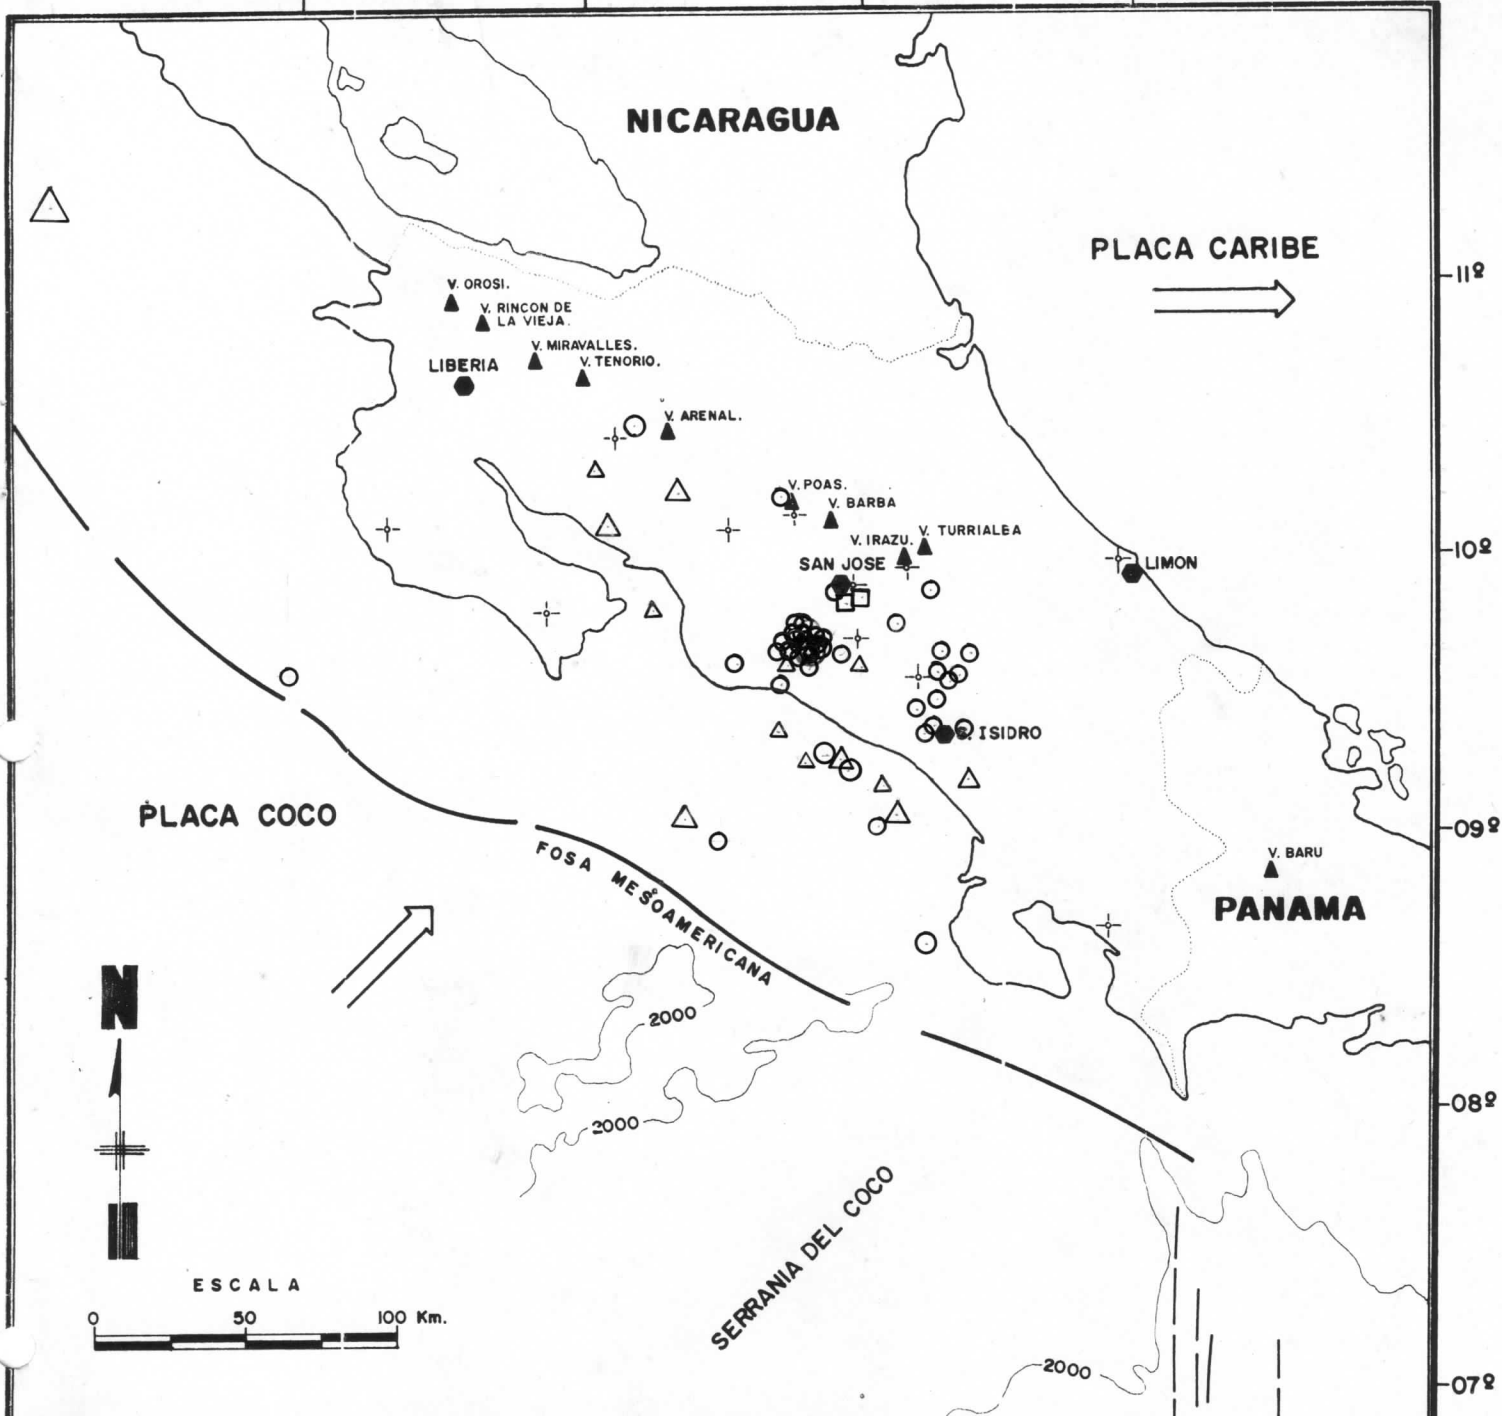 NICARAGUA
PLACA CARIBE
11º
V. OROSI.
V. RINCON DE
LA VIEJA.
V. MIRAVALLES.
LIBERIA
V. TENORIO.
V. ARENAL.
V. POAS.
V. BARBA
V. IRAZU.
V. TURRIALBA
10º
SAN JOSE
LIMON
S. ISIDRO
PLACA COCO
09º
FOSA MESOAMERICANA
V. BARU
PANAMA
N
2000
2000
08º
SERRANIA DEL COCO
ESCALA
0 50 100 Km.
2000
07º